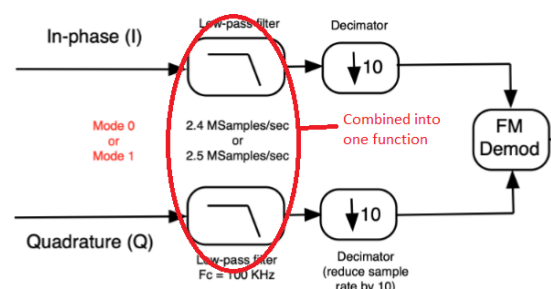 Low-pass filter
Decimator
In-phase (I)
10
Combined into
one function
Mode 0
or
Mode 1
2.4 MSamples/sec
or
2.5 MSamples/sec
FM
Demod
10
Quadrature (Q)
Low-pass filter
Fc = 100 KHz
Decimator
(reduce sample
rate by 10)